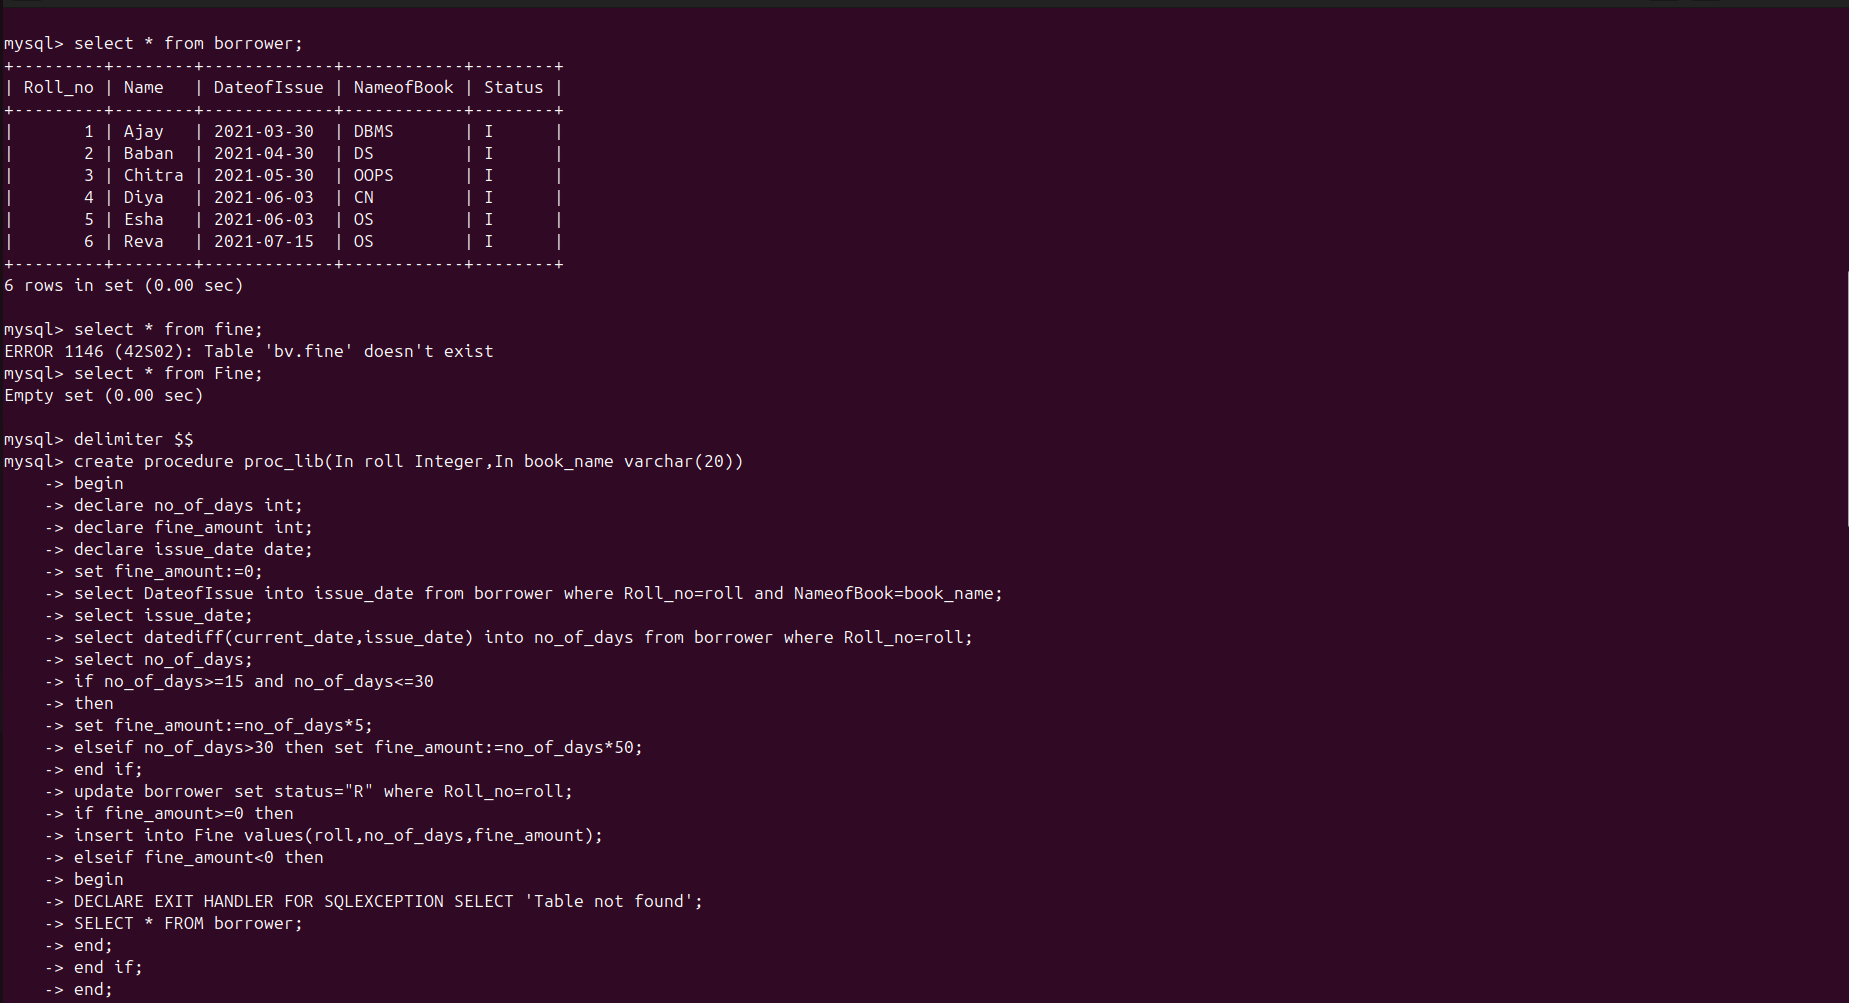 mysql> select * from borrower;
+---------+--------+-------------+------------+--------+
| Roll_no | Name   | DateofIssue | NameofBook | Status |
+---------+--------+-------------+------------+--------+
|       1 | Ajay   | 2021-03-30  | DBMS       | I      |
|       2 | Baban  | 2021-04-30  | DS         | I      |
|       3 | Chitra | 2021-05-30  | OOPS       | I      |
|       4 | Diya   | 2021-06-03  | CN         | I      |
|       5 | Esha   | 2021-06-03  | OS         | I      |
|       6 | Reva   | 2021-07-15  | OS         | I      |
+---------+--------+-------------+------------+--------+
6 rows in set (0.00 sec)

mysql> select * from fine;
ERROR 1146 (42S02): Table 'bv.fine' doesn't exist
mysql> select * from Fine;
Empty set (0.00 sec)

mysql> delimiter $$
mysql> create procedure proc_lib(In roll Integer,In book_name varchar(20))
    -> begin
    -> declare no_of_days int;
    -> declare fine_amount int;
    -> declare issue_date date;
    -> set fine_amount:=0;
    -> select DateofIssue into issue_date from borrower where Roll_no=roll and NameofBook=book_name;
    -> select issue_date;
    -> select datediff(current_date,issue_date) into no_of_days from borrower where Roll_no=roll;
    -> select no_of_days;
    -> if no_of_days>=15 and no_of_days<=30
    -> then
    -> set fine_amount:=no_of_days*5;
    -> elseif no_of_days>30 then set fine_amount:=no_of_days*50;
    -> end if;
    -> update borrower set status="R" where Roll_no=roll;
    -> if fine_amount>=0 then
    -> insert into Fine values(roll,no_of_days,fine_amount);
    -> elseif fine_amount<0 then
    -> begin
    -> DECLARE EXIT HANDLER FOR SQLEXCEPTION SELECT 'Table not found';
    -> SELECT * FROM borrower;
    -> end;
    -> end if;
    -> end;